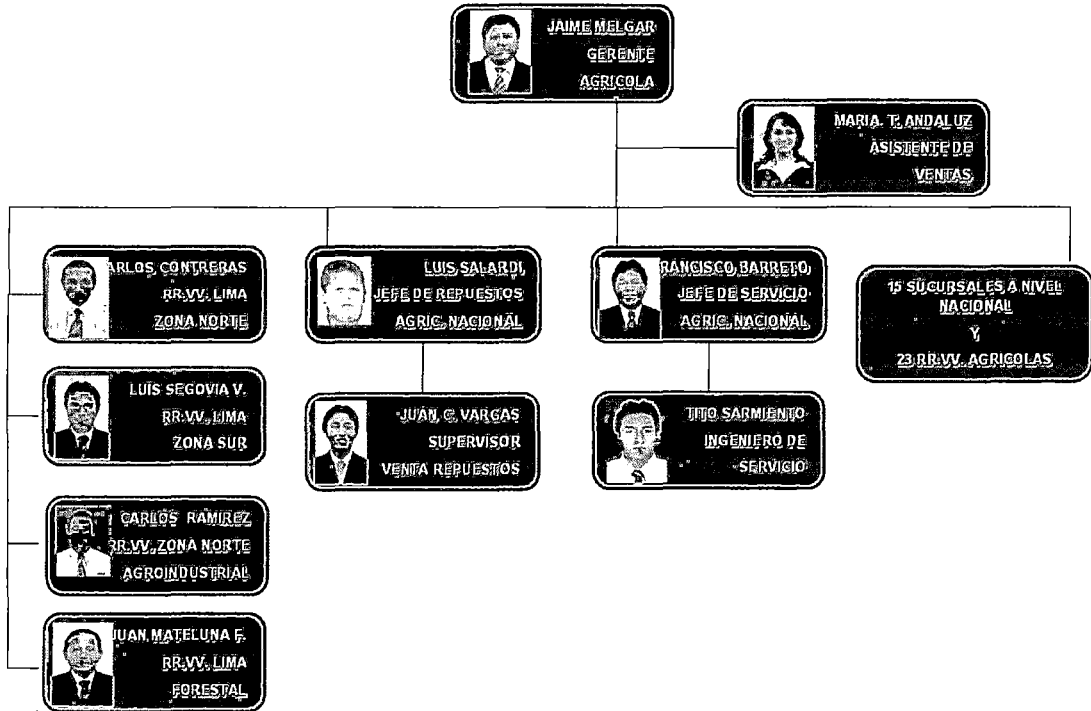 JAIME MELGAR
GERENTE
AGRICOLA
MARIA. T. ANDALUZ
ASISTENTE DE
VENTAS
ARLOS CONTRERAS
RR.VV. LIMA
ZONA NORTE
LUIS SALARDI
JEFE DE REPUESTOS
AGRIC. NACIONAL
RANCISCO BARRETO
JEFE DE SERVICIO
AGRIC. NACIONAL
15 SUCURSALES A NIVEL
NACIONAL
Y
23 RR.VV. AGRICOLAS
LUIS SEGOVIA V.
RR.VV. LIMA
ZONA SUR
JUAN C. VARGAS
SUPERVISOR
VENTA REPUESTOS
TITO SARMIENTO
INGENIERO DE
SERVICIO
CARLOS RAMIREZ
RR.VV. ZONA NORTE
AGROINDUSTRIAL
JUAN MATELUNA F.
RR.VV. LIMA
FORESTAL